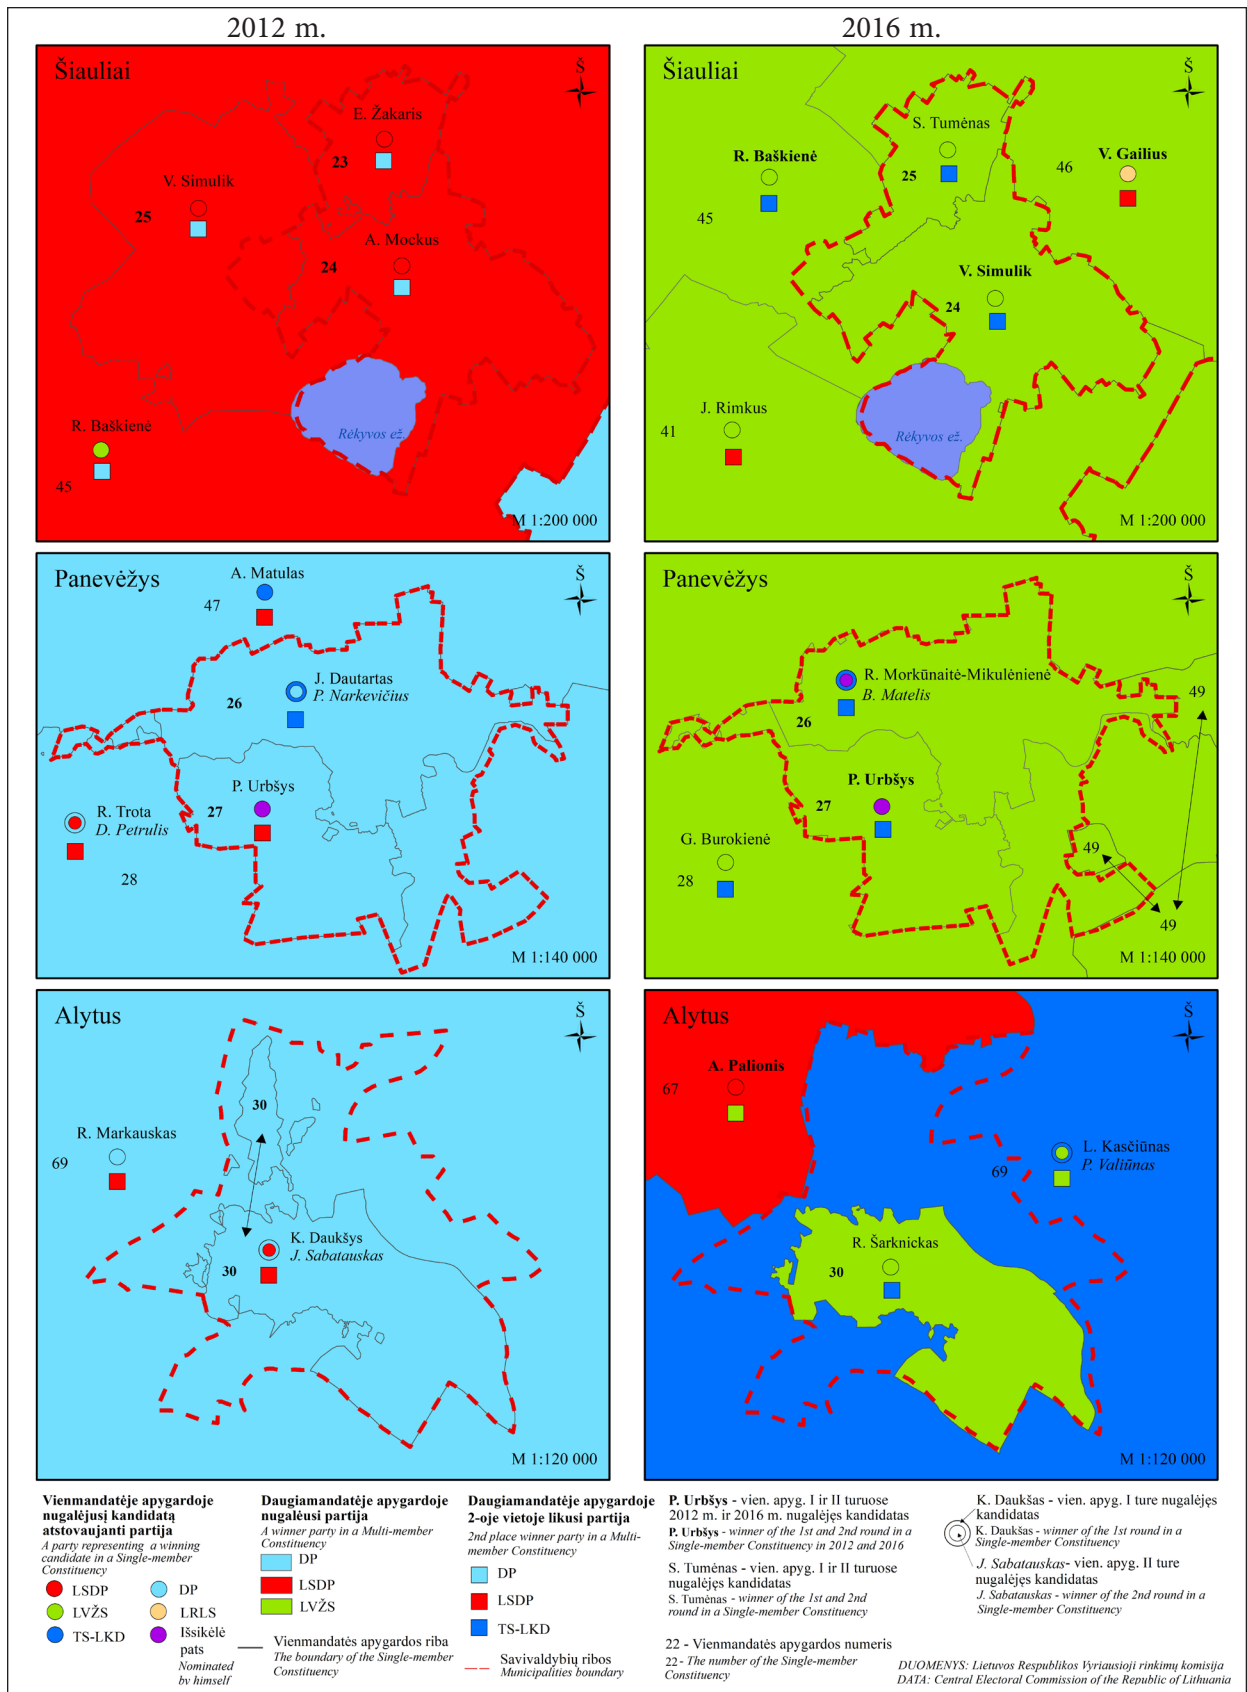 2012 m.
2016 m.
Šiauliai
Š
E. Žakaris
23
V. Simulik
25
A. Mockus
24
R. Baškienė
45
Rėkyvos ež.
M 1:200 000
Šiauliai
Š
S. Tumėnas
25
R. Baškienė
45
V. Gailius
46
V. Simulik
24
J. Rimkus
41
Rėkyvos ež.
M 1:200 000
Panevėžys
Š
A. Matulas
47
J. Dautartas
P. Narkevičius
26
P. Urbšys
27
R. Trota
D. Petrulis
28
M 1:140 000
Panevėžys
Š
R. Morkūnaitė-Mikulėnienė
B. Matelis
26
49
P. Urbšys
27
G. Burokienė
28
49
49
M 1:140 000
Alytus
Š
30
R. Markauskas
69
K. Daukšys
J. Sabatauskas
30
M 1:120 000
Alytus
Š
A. Palionis
67
L. Kasčiūnas
P. Valiūnas
69
R. Šarknickas
30
M 1:120 000
Vienmandatėje apygardoje
nugalėjusį kandidatą
atstovaujanti partija
A party representing a winning
candidate in a Single-member
Constituency
LSDP
DP
LVŽS
LRLS
TS-LKD
Išsikėlė
pats
Nominated
by himself
Daugiamandatėje apygardoje
nugalėusi partija
A winner party in a Multi-member
Constituency
DP
LSDP
LVŽS
Vienmandatės apygardos riba
The boundary of the Single-member
Constituency
Daugiamandatėje apygardoje
2-oje vietoje likusi partija
2nd place winner party in a Multi-
member Constituency
DP
LSDP
TS-LKD
Savivaldybių ribos
Municipalities boundary
P. Urbšys - vien. apyg. I ir II turuose
2012 m. ir 2016 m. nugalėjęs kandidatas
P. Urbšys - winner of the 1st and 2nd round in a
Single-member Constituency in 2012 and 2016
S. Tumėnas - vien. apyg. I ir II turuose
nugalėjęs kandidatas
S. Tumėnas - winner of the 1st and 2nd
round in a Single-member Constituency
22 - Vienmandatės apygardos numeris
22 - The number of the Single-member
Constituency
K. Daukšas - vien. apyg. I ture nugalėjęs
kandidatas
K. Daukšas - winner of the 1st round in a
Single-member Constituency
J. Sabatauskas- vien. apyg. II ture
nugalėjęs kandidatas
J. Sabatauskas - winner of the 2nd round in a
Single-member Constituency
DUOMENYS: Lietuvos Respublikos Vyriausioji rinkimų komisija
DATA: Central Electoral Commission of the Republic of Lithuania